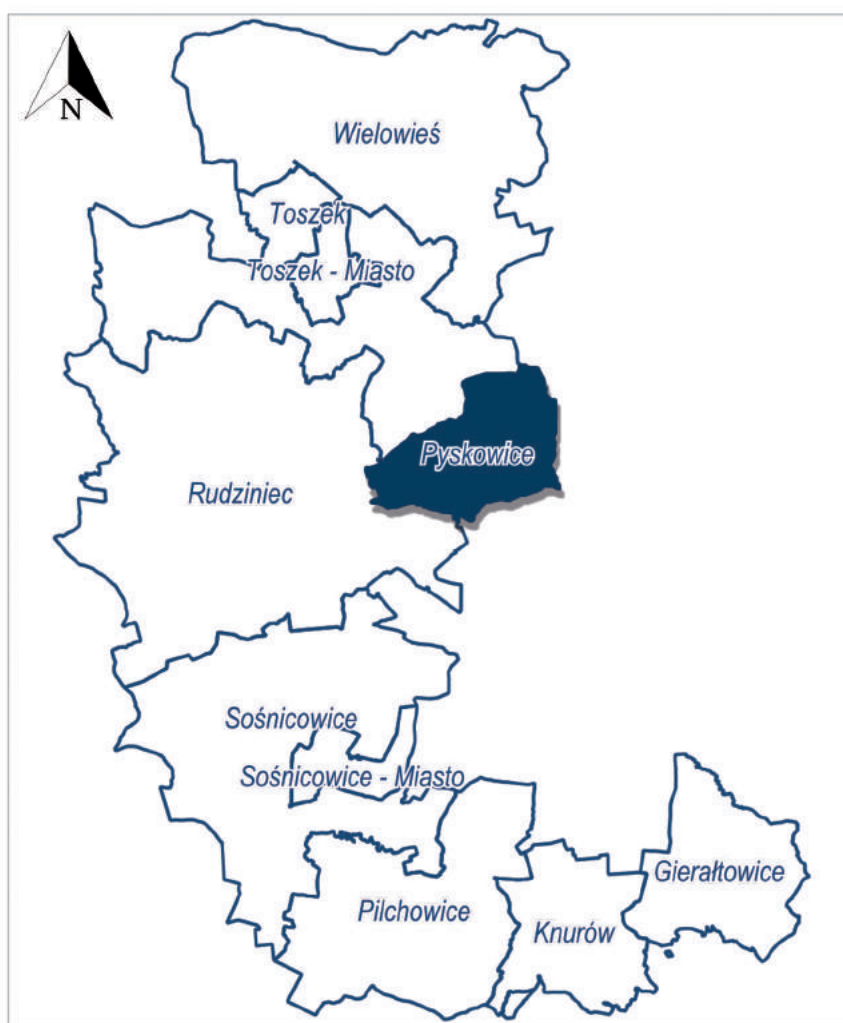 N
Wielowieś
Toszek
Toszek - Miasto
Pyskowice
Rudziniec
Sośnicowice
Sośnicowice - Miasto
Gierałtowice
Pilchowice
Knurów